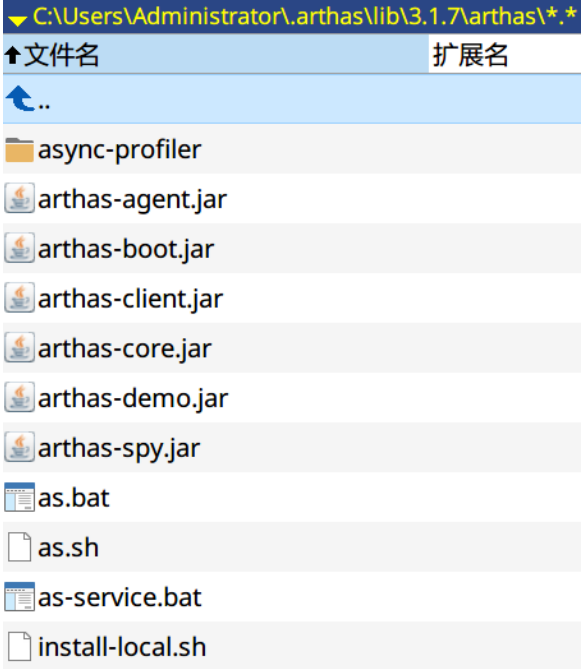 C:\Users\Administrator\.arthas\lib\3.1.7\arthas\*.*
文件名 扩展名
..
async-profiler
arthas-agent.jar
arthas-boot.jar
arthas-client.jar
arthas-core.jar
arthas-demo.jar
arthas-spy.jar
as.bat
as.sh
as-service.bat
install-local.sh